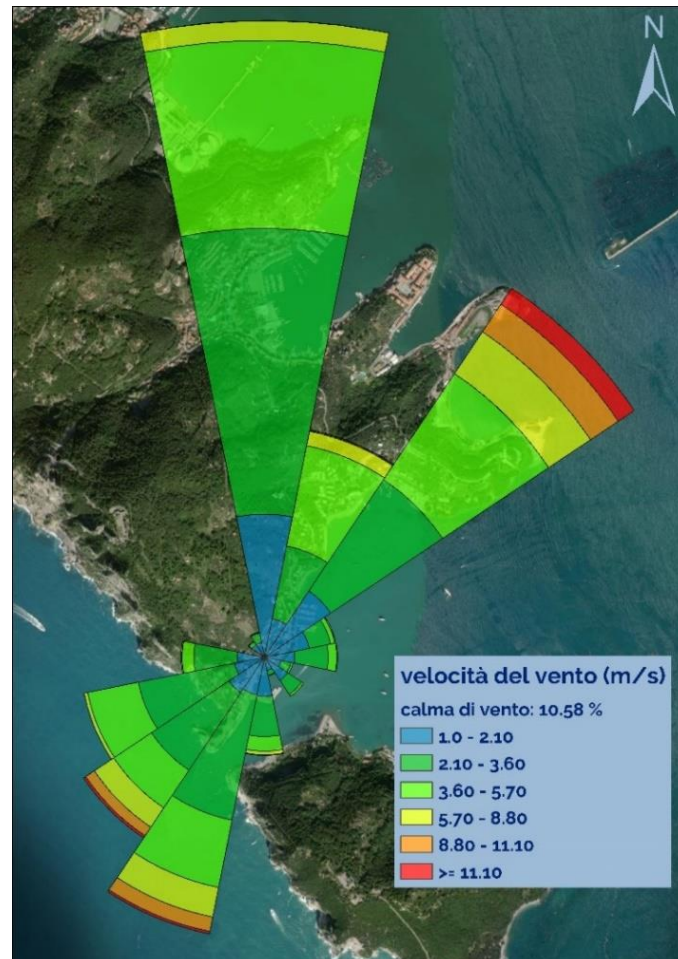 N
velocità del vento (m/s)
calma di vento: 10.58 %
1.0 - 2.10
2.10 - 3.60
3.60 - 5.70
5.70 - 8.80
8.80 - 11.10
>= 11.10